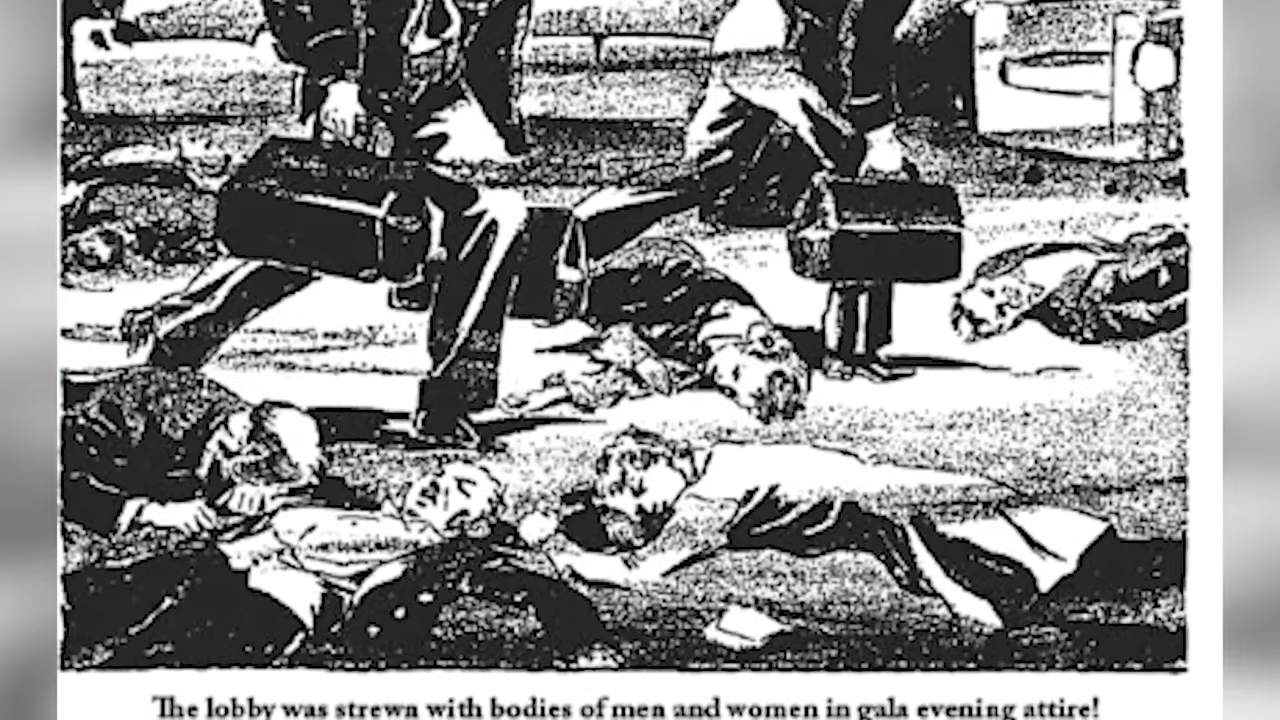 The lobby was strewn with bodies of men and women in gala evening attire!